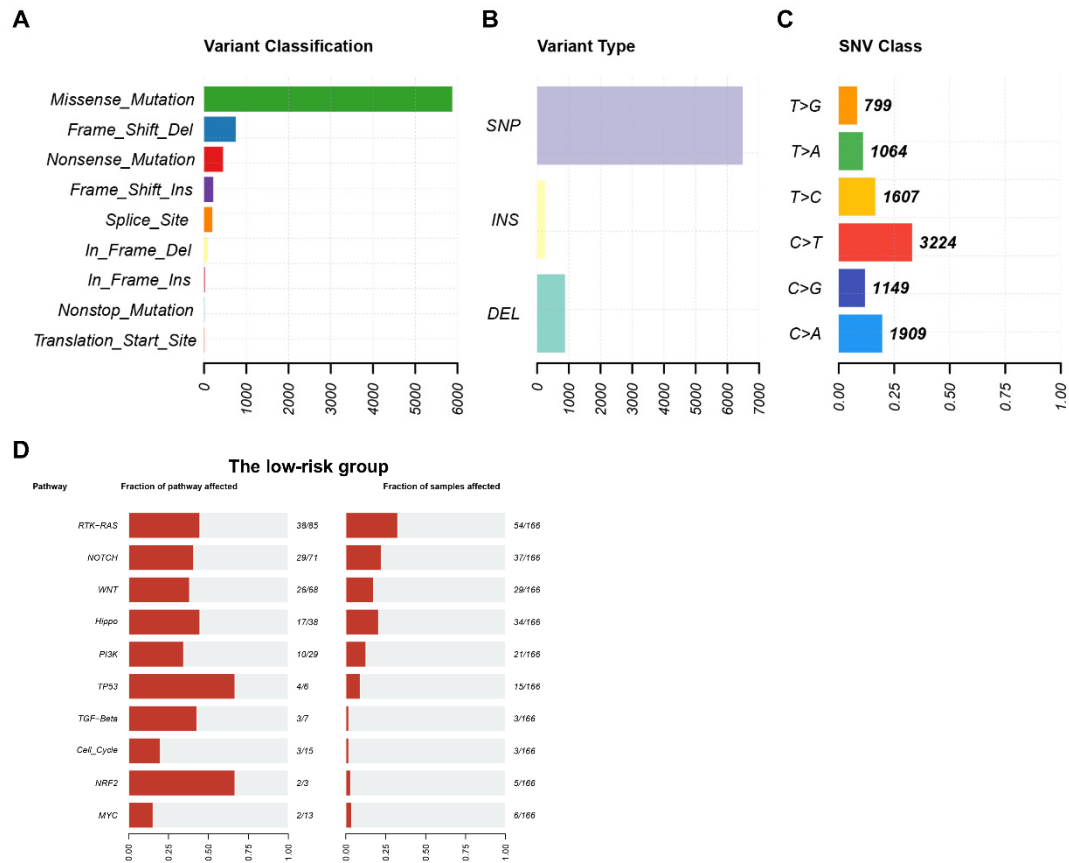 A
Variant Classification
0
1000
2000
3000
4000
5000
6000
Missense_Mutation
Frame_Shift_Del
Nonsense_Mutation
Frame_Shift_Ins
Splice_Site
In_Frame_Del
In_Frame_Ins
Nonstop_Mutation
Translation_Start_Site
0
1000
2000
3000
4000
5000
6000
B
Variant Type
SNP
INS
DEL
0
1000
2000
3000
4000
5000
6000
7000
C
SNV Class
T>G 799
T>A 1064
T>C 1607
C>T 3224
C>G 1149
C>A 1909
0.00
0.25
0.50
0.75
1.00
D
The low-risk group
Pathway Fraction of pathway affected Fraction of samples affected
RTK−RAS 38/85 54/166
NOTCH 29/71 37/166
WNT 26/68 29/166
Hippo 17/38 34/166
PI3K 10/29 21/166
TP53 4/6 15/166
TGF−Beta 3/7 3/166
Cell_Cycle 3/15 3/166
NRF2 2/3 5/166
MYC 2/13 6/166
0.00
0.25
0.50
0.75
1.00
0.00
0.25
0.50
0.75
1.00